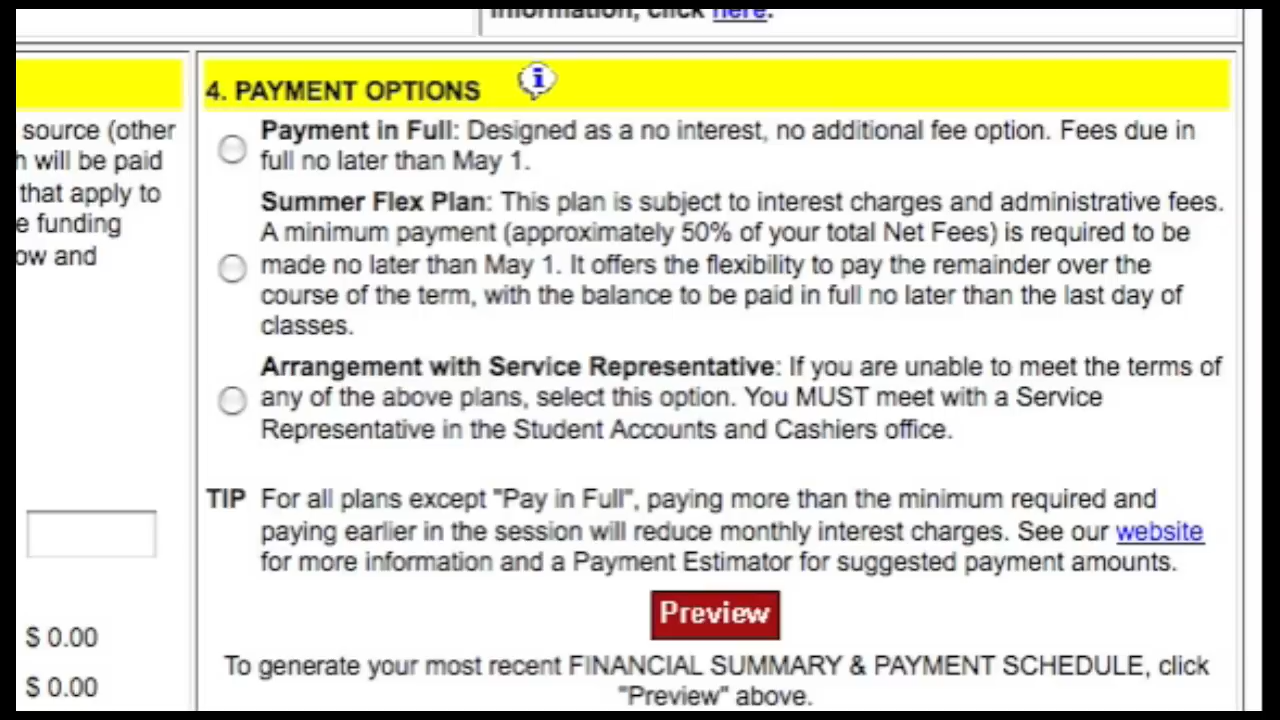 information, click here.
4. PAYMENT OPTIONS i
source (other
h will be paid
that apply to
e funding
ow and
Payment in Full: Designed as a no interest, no additional fee option. Fees due in
full no later than May 1.
Summer Flex Plan: This plan is subject to interest charges and administrative fees.
A minimum payment (approximately 50% of your total Net Fees) is required to be
made no later than May 1. It offers the flexibility to pay the remainder over the
course of the term, with the balance to be paid in full no later than the last day of
classes.
Arrangement with Service Representative: If you are unable to meet the terms of
any of the above plans, select this option. You MUST meet with a Service
Representative in the Student Accounts and Cashiers office.
TIP For all plans except "Pay in Full", paying more than the minimum required and
paying earlier in the session will reduce monthly interest charges. See our website
for more information and a Payment Estimator for suggested payment amounts.
Preview
$ 0.00
$ 0.00
To generate your most recent FINANCIAL SUMMARY & PAYMENT SCHEDULE, click
"Preview" above.